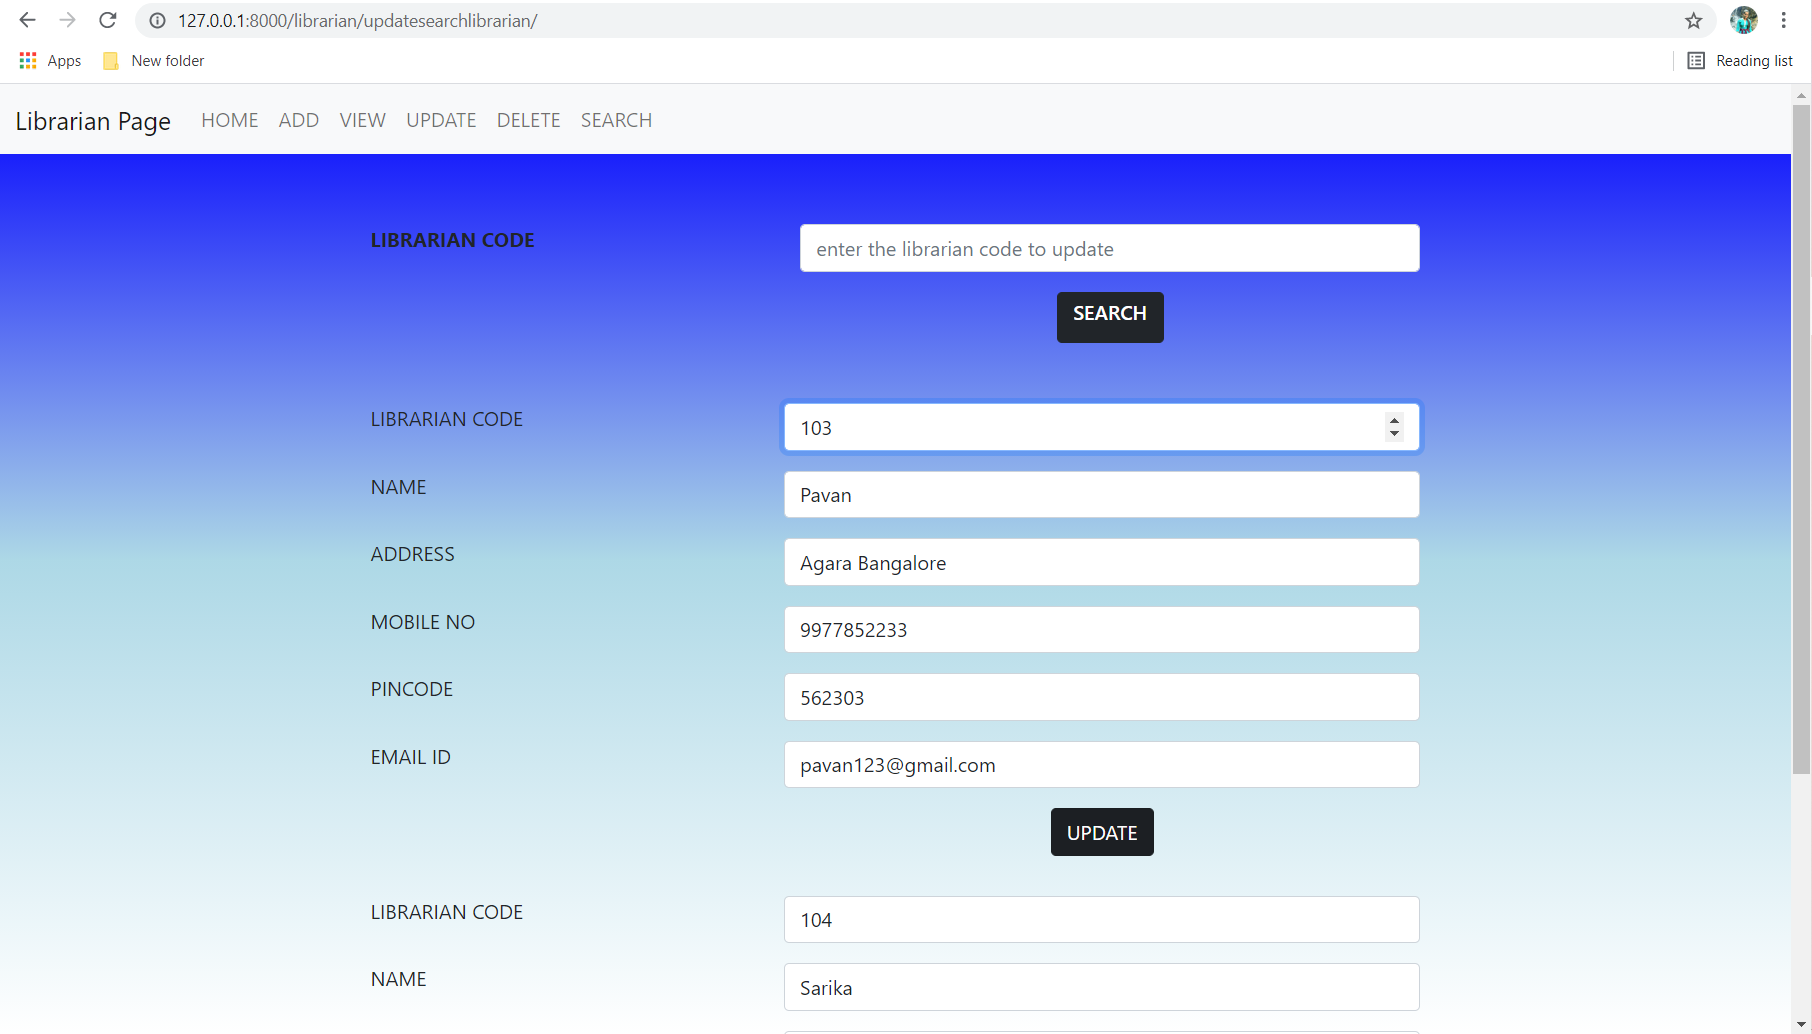 127.0.0.1:8000/librarian/updatesearchlibrarian/
Apps New folder Reading list
Librarian Page HOME ADD VIEW UPDATE DELETE SEARCH
LIBRARIAN CODE enter the librarian code to update
SEARCH
LIBRARIAN CODE 103
NAME Pavan
ADDRESS Agara Bangalore
MOBILE NO 9977852233
PINCODE 562303
EMAIL ID pavan123@gmail.com
UPDATE
LIBRARIAN CODE 104
NAME Sarika